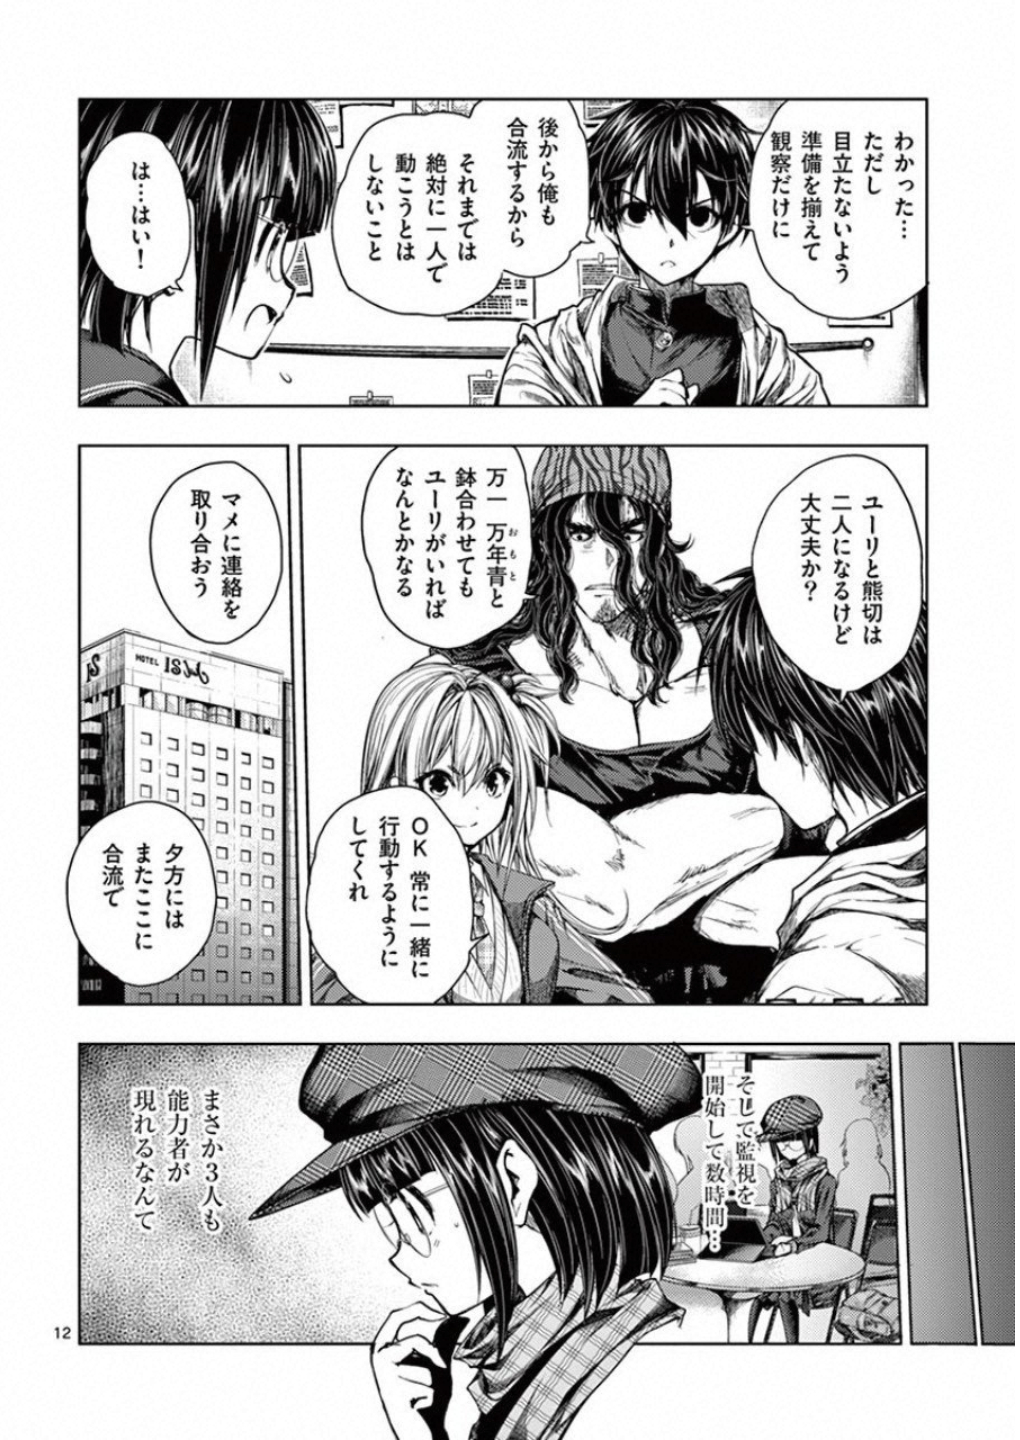 わかった…
ただし
目立たないよう
準備を揃えて
観察だけに
後から俺も
合流するから
それまでは
絶対に一人で
動こうとは
しないこと
は…はい！
ユーリと熊切は
二人になるけど
大丈夫か？
万一 万年青と
おもと
鉢合わせても
ユーリがいれば
なんとかなる
OK 常に一緒に
行動するように
してくれ
マメに連絡を
取り合おう
HOTEL
夕方には
またここに
合流で
そして監視を
開始して数時間…
まさか3人も
能力者が
現れるなんて
12